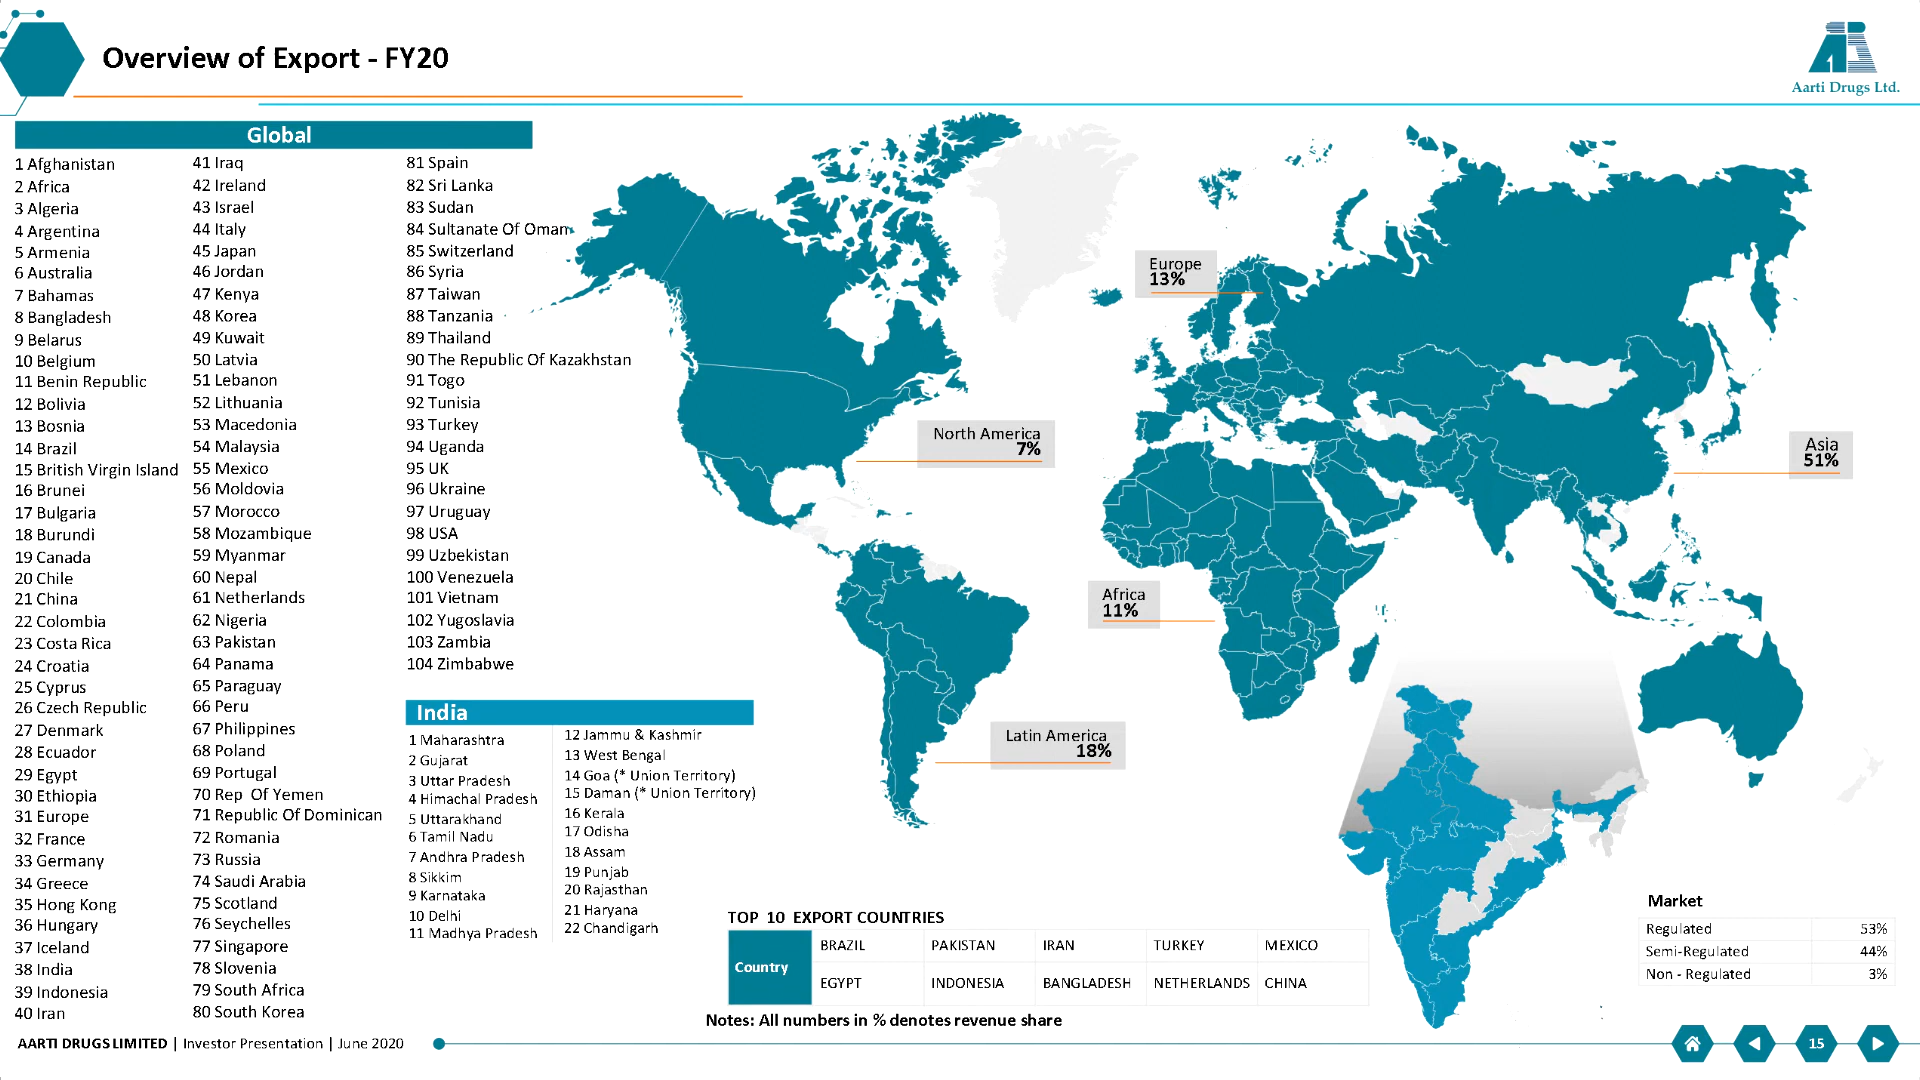 Overview of Export - FY20
Aarti Drugs Ltd.
Global
1 Afghanistan
2 Africa
3 Algeria
4 Argentina
5 Armenia
6 Australia
7 Bahamas
8 Bangladesh
9 Belarus
10 Belgium
11 Benin Republic
12 Bolivia
13 Bosnia
14 Brazil
15 British Virgin Island
16 Brunei
17 Bulgaria
18 Burundi
19 Canada
20 Chile
21 China
22 Colombia
23 Costa Rica
24 Croatia
25 Cyprus
26 Czech Republic
27 Denmark
28 Ecuador
29 Egypt
30 Ethiopia
31 Europe
32 France
33 Germany
34 Greece
35 Hong Kong
36 Hungary
37 Iceland
38 India
39 Indonesia
40 Iran
41 Iraq
42 Ireland
43 Israel
44 Italy
45 Japan
46 Jordan
47 Kenya
48 Korea
49 Kuwait
50 Latvia
51 Lebanon
52 Lithuania
53 Macedonia
54 Malaysia
55 Mexico
56 Moldovia
57 Morocco
58 Mozambique
59 Myanmar
60 Nepal
61 Netherlands
62 Nigeria
63 Pakistan
64 Panama
65 Paraguay
66 Peru
67 Philippines
68 Poland
69 Portugal
70 Rep Of Yemen
71 Republic Of Dominican
72 Romania
73 Russia
74 Saudi Arabia
75 Scotland
76 Seychelles
77 Singapore
78 Slovenia
79 South Africa
80 South Korea
81 Spain
82 Sri Lanka
83 Sudan
84 Sultanate Of Oman
85 Switzerland
86 Syria
87 Taiwan
88 Tanzania
89 Thailand
90 The Republic Of Kazakhstan
91 Togo
92 Tunisia
93 Turkey
94 Uganda
95 UK
96 Ukraine
97 Uruguay
98 USA
99 Uzbekistan
100 Venezuela
101 Vietnam
102 Yugoslavia
103 Zambia
104 Zimbabwe
India
1 Maharashtra
2 Gujarat
3 Uttar Pradesh
4 Himachal Pradesh
5 Uttarakhand
6 Tamil Nadu
7 Andhra Pradesh
8 Sikkim
9 Karnataka
10 Delhi
11 Madhya Pradesh
12 Jammu & Kashmir
13 West Bengal
14 Goa (* Union Territory)
15 Daman (* Union Territory)
16 Kerala
17 Odisha
18 Assam
19 Punjab
20 Rajasthan
21 Haryana
22 Chandigarh
Europe
13%
North America
7%
Asia
51%
Africa
11%
Latin America
18%
TOP 10 EXPORT COUNTRIES
Country
BRAZIL PAKISTAN IRAN TURKEY MEXICO
EGYPT INDONESIA BANGLADESH NETHERLANDS CHINA
Market
Regulated 53%
Semi-Regulated 44%
Non - Regulated 3%
Notes: All numbers in % denotes revenue share
AARTI DRUGS LIMITED | Investor Presentation | June 2020
15